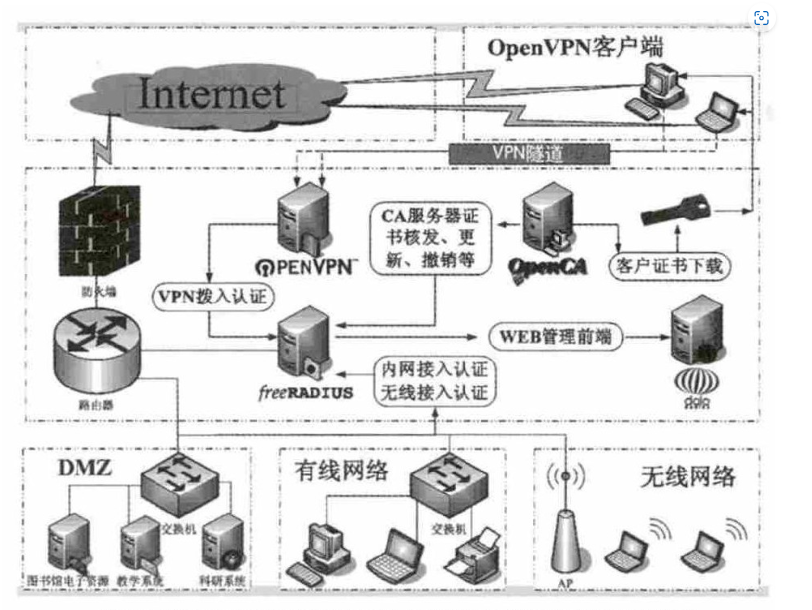 OpenVPN客户端
Internet
VPN隧道
OPENVPN™
CA服务器证
书核发、更
新、撤销等
OpenCA
客户证书下载
防火墙
VPN拨入认证
WEB管理前端
freeRADIUS
内网接入认证
无线接入认证
路由器
DMZ
交换机
图书馆电子资源
教学系统
科研系统
有线网络
交换机
无线网络
AP